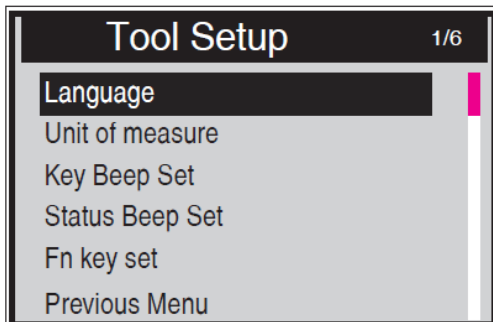 Tool Setup 1/6
Language
Unit of measure
Key Beep Set
Status Beep Set
Fn key set
Previous Menu